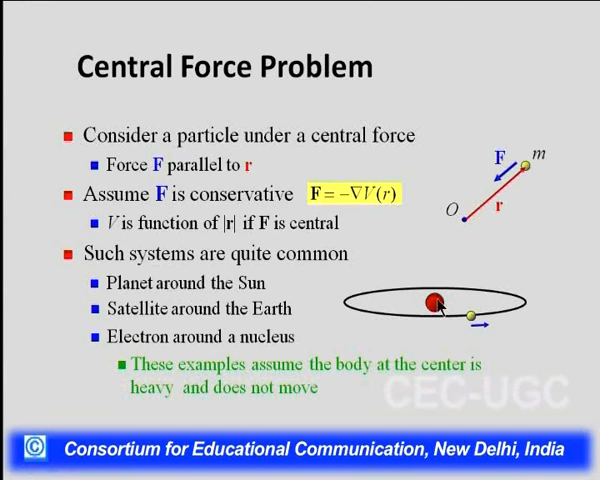 Central Force Problem
Consider a particle under a central force
Force F parallel to r
Assume F is conservative F = −∇V(r)
V is function of |r| if F is central
Such systems are quite common
Planet around the Sun
Satellite around the Earth
Electron around a nucleus
These examples assume the body at the center is
heavy and does not move
F
m
O
r
CEC-UGC
© Consortium for Educational Communication, New Delhi, India